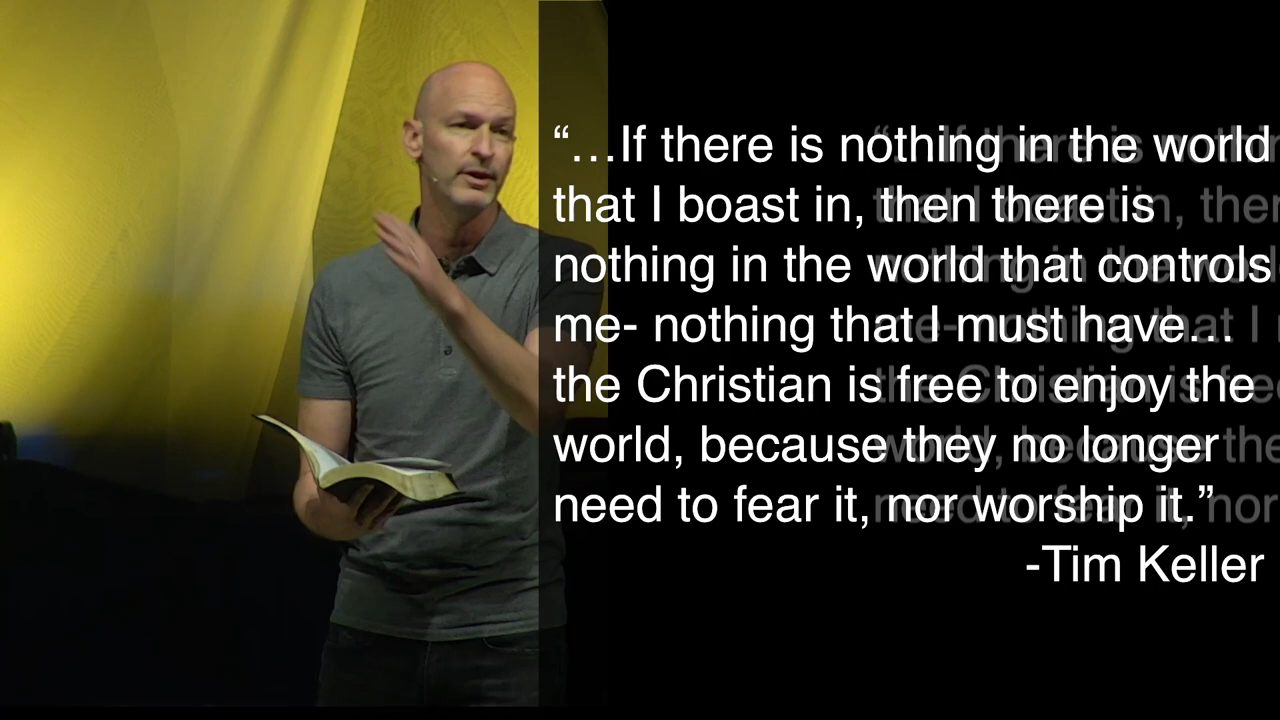 “…If there is nothing in the world
that I boast in, then there is
nothing in the world that controls
me- nothing that I must have…
the Christian is free to enjoy the
world, because they no longer
need to fear it, nor worship it.”
-Tim Keller